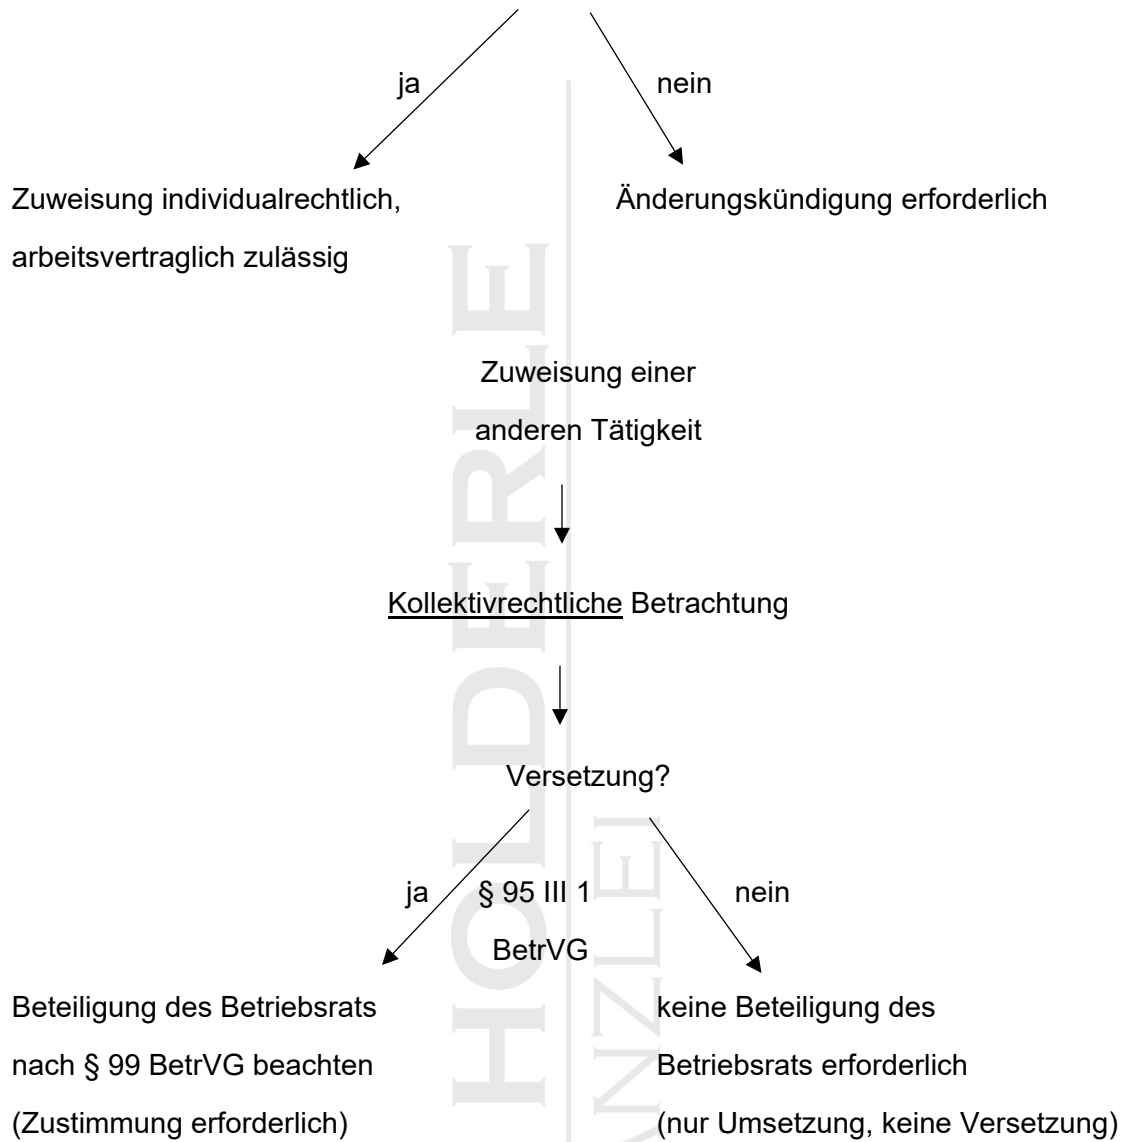 ja
nein
Zuweisung individualrechtlich,
arbeitsvertraglich zulässig
Änderungskündigung erforderlich
Zuweisung einer
anderen Tätigkeit
Kollektivrechtliche Betrachtung
Versetzung?
ja
§ 95 III 1
BetrVG
nein
Beteiligung des Betriebsrats
nach § 99 BetrVG beachten
(Zustimmung erforderlich)
keine Beteiligung des
Betriebsrats erforderlich
(nur Umsetzung, keine Versetzung)
HOLDERLE
ANZLEI